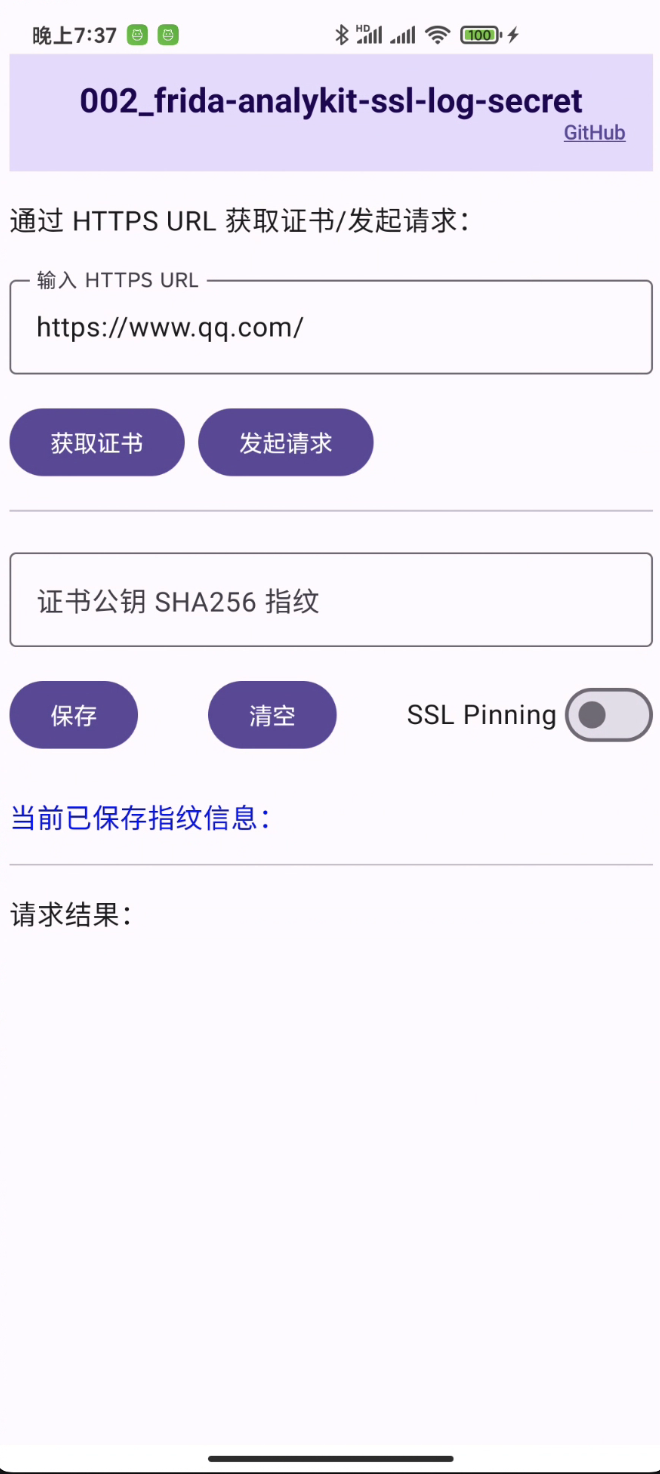 晚上7:37 HD 100
002_frida-analykit-ssl-log-secret
GitHub
通过 HTTPS URL 获取证书/发起请求：
输入 HTTPS URL
https://www.qq.com/
获取证书 发起请求
证书公钥 SHA256 指纹
保存 清空 SSL Pinning
当前已保存指纹信息：
请求结果：